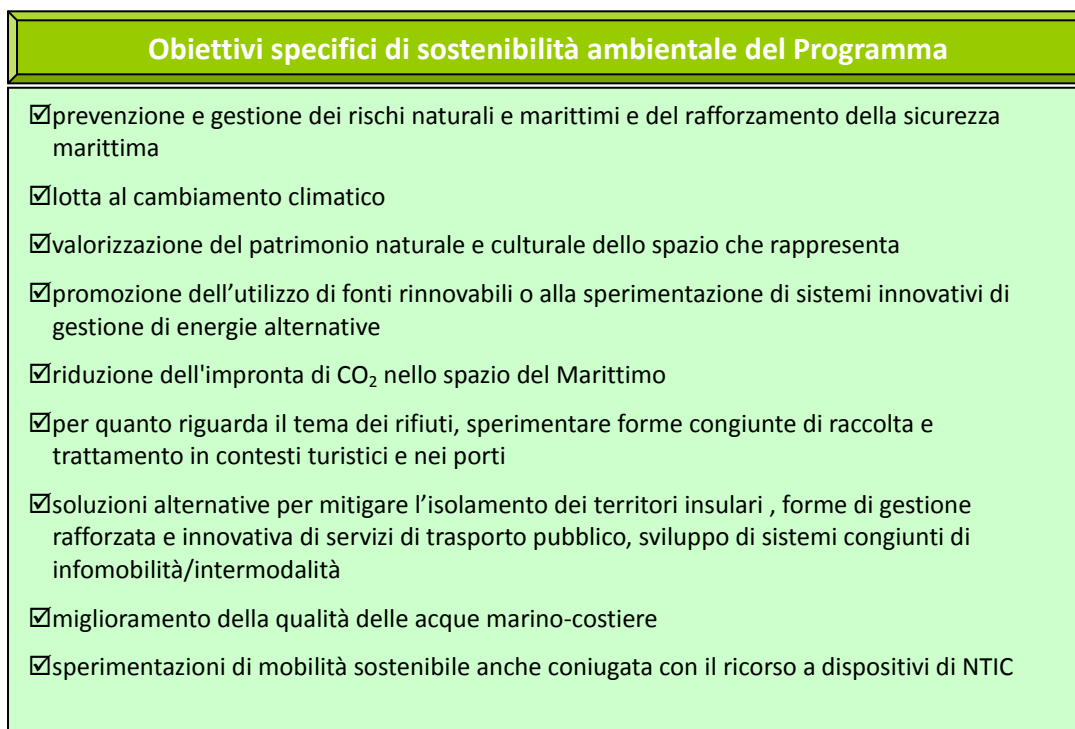 Obiettivi specifici di sostenibilità ambientale del Programma
☑prevenzione e gestione dei rischi naturali e marittimi e del rafforzamento della sicurezza
marittima
☑lotta al cambiamento climatico
☑valorizzazione del patrimonio naturale e culturale dello spazio che rappresenta
☑promozione dell’utilizzo di fonti rinnovabili o alla sperimentazione di sistemi innovativi di
gestione di energie alternative
☑riduzione dell'impronta di CO₂ nello spazio del Marittimo
☑per quanto riguarda il tema dei rifiuti, sperimentare forme congiunte di raccolta e
trattamento in contesti turistici e nei porti
☑soluzioni alternative per mitigare l’isolamento dei territori insulari , forme di gestione
rafforzata e innovativa di servizi di trasporto pubblico, sviluppo di sistemi congiunti di
infomobilità/intermodalità
☑miglioramento della qualità delle acque marino-costiere
☑sperimentazioni di mobilità sostenibile anche coniugata con il ricorso a dispositivi di NTIC